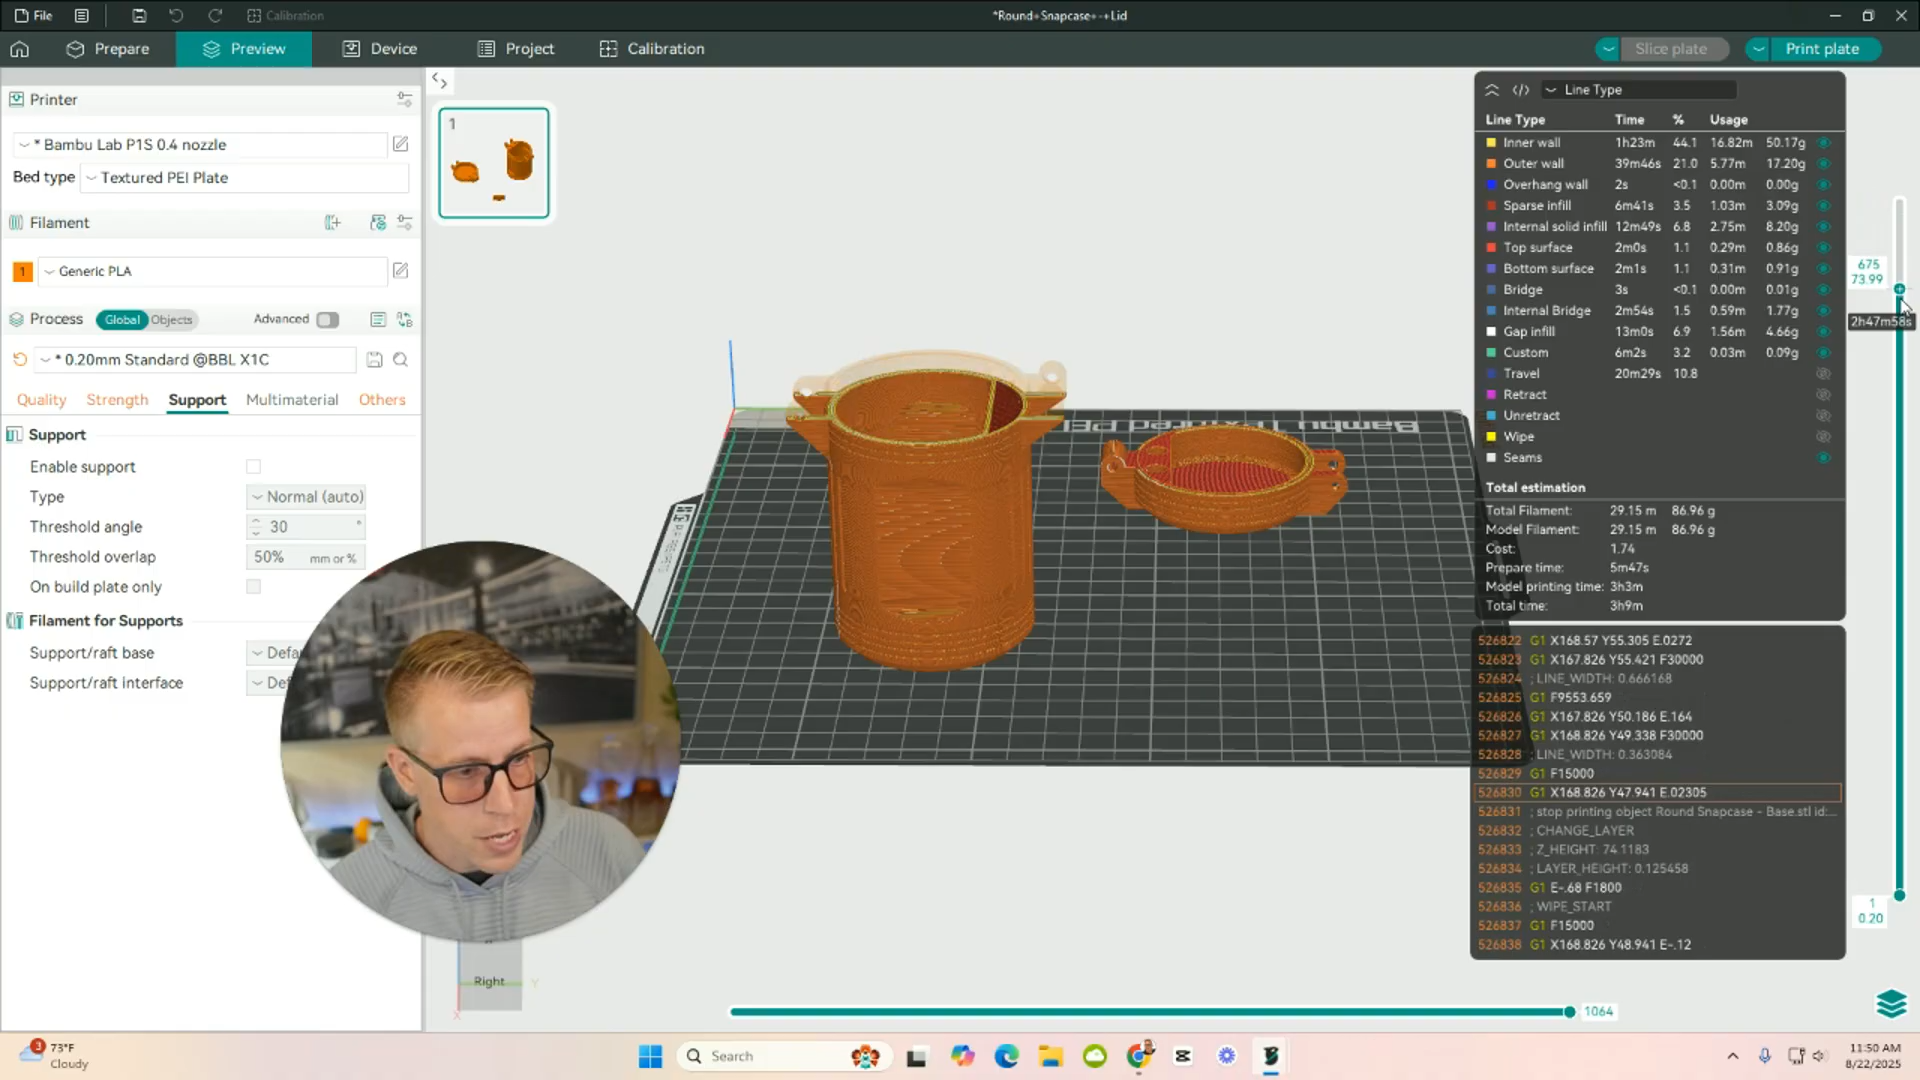 File
Calibration
*Round+Snapcase+-+Lid
Prepare
Preview
Device
Project
Calibration
Slice plate
Print plate
Printer
* Bambu Lab P1S 0.4 nozzle
Bed type
Textured PEI Plate
Filament
1
Generic PLA
Process
Global
Objects
Advanced
* 0.20mm Standard @BBL X1C
Quality
Strength
Support
Multimaterial
Others
Support
Enable support
Type
Normal (auto)
Threshold angle
30
°
Threshold overlap
50%
mm or %
On build plate only
Filament for Supports
Support/raft base
Support/raft interface
1
Right
Y
X
Line Type
Line Type Time % Usage
Inner wall 1h23m 44.1 16.82m 50.17g
Outer wall 39m46s 21.0 5.77m 17.20g
Overhang wall 2s <0.1 0.00m 0.00g
Sparse infill 6m41s 3.5 1.03m 3.09g
Internal solid infill 12m49s 6.8 2.75m 8.20g
Top surface 2m0s 1.1 0.29m 0.86g
Bottom surface 2m1s 1.1 0.31m 0.91g
Bridge 3s <0.1 0.00m 0.01g
Internal Bridge 2m54s 1.5 0.59m 1.77g
Gap infill 13m0s 6.9 1.56m 4.66g
Custom 6m2s 3.2 0.03m 0.09g
Travel 20m29s 10.8
Retract
Unretract
Wipe
Seams
Total estimation
Total Filament: 29.15 m 86.96 g
Model Filament: 29.15 m 86.96 g
Cost: 1.74
Prepare time: 5m47s
Model printing time: 3h3m
Total time: 3h9m
526822 G1 X168.57 Y55.305 E.0272
526823 G1 X167.826 Y55.421 F30000
526824 ; LINE_WIDTH: 0.666168
526825 G1 F9553.659
526826 G1 X167.826 Y50.186 E.164
526827 G1 X168.826 Y49.338 F30000
526828 ; LINE_WIDTH: 0.363084
526829 G1 F15000
526830 G1 X168.826 Y47.941 E.02305
526831 ; stop printing object Round Snapcase - Base.stl id:...
526832 ; CHANGE_LAYER
526833 ; Z_HEIGHT: 74.1183
526834 ; LAYER_HEIGHT: 0.125458
526835 G1 E-.68 F1800
526836 ; WIPE_START
526837 G1 F15000
526838 G1 X168.826 Y48.941 E-.12
675
73.99
2h47m58s
1
0.20
1064
3
73°F
Cloudy
Search
11:50 AM
8/22/2025